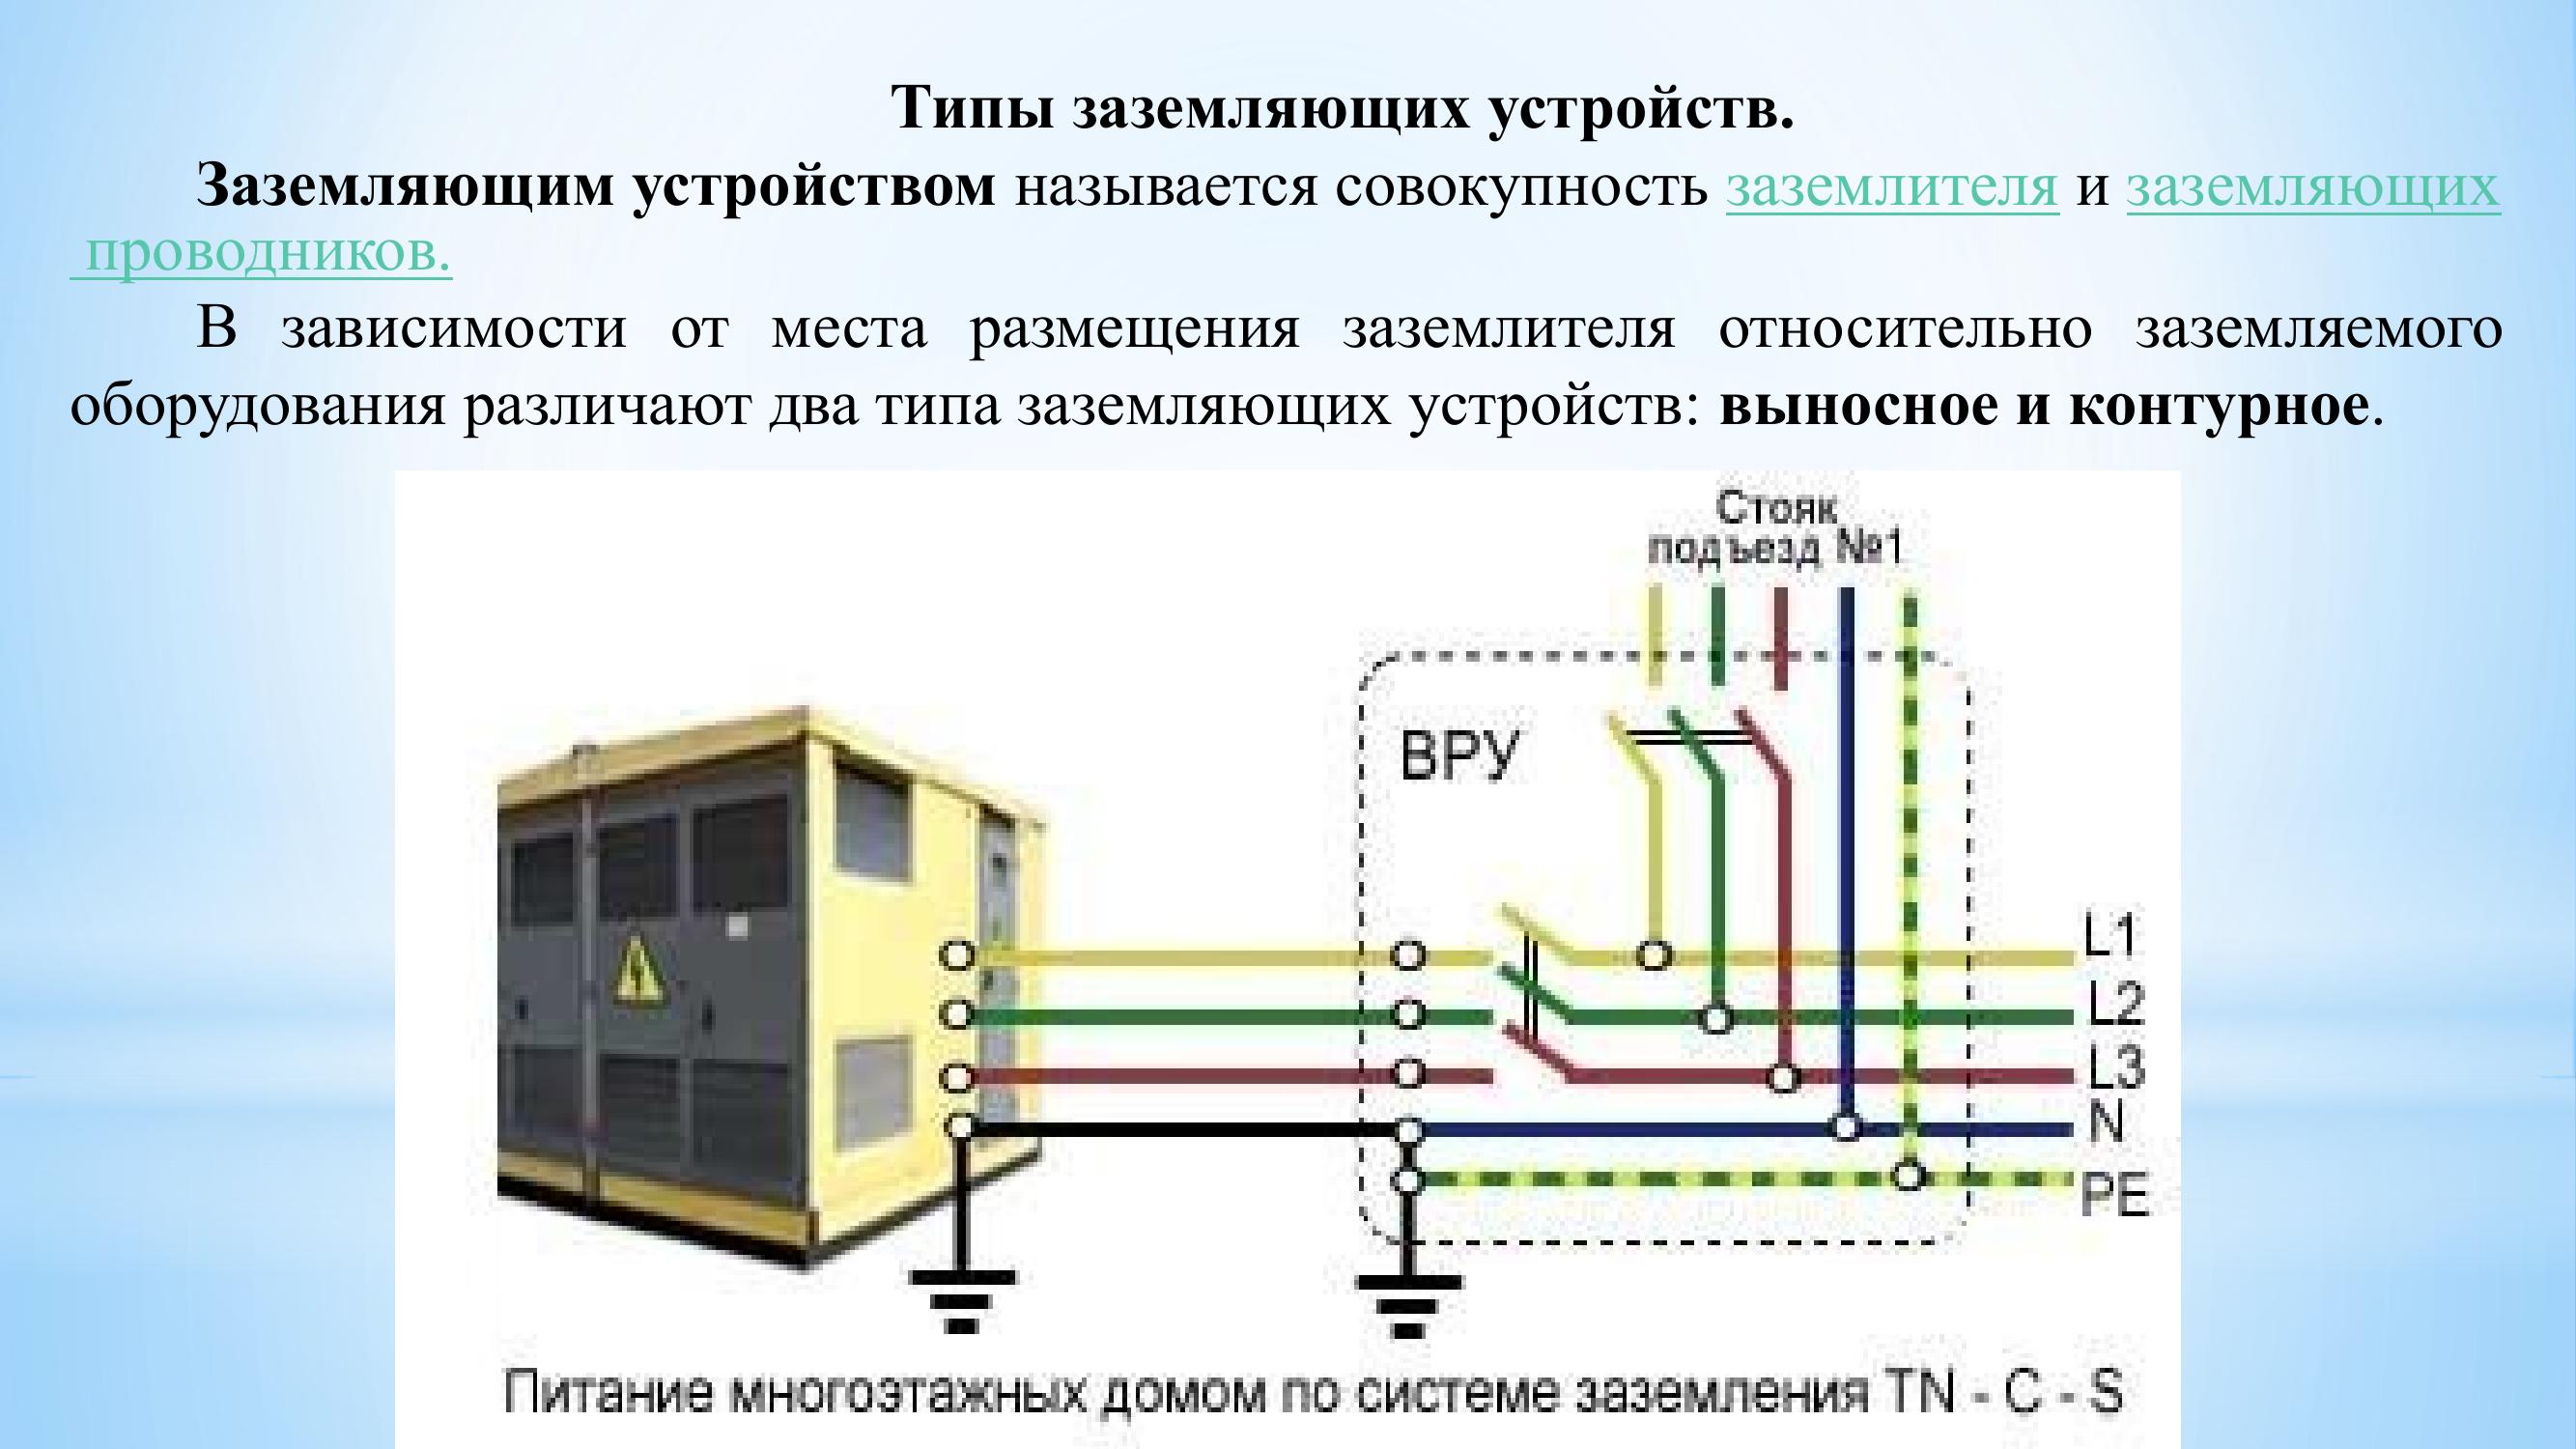 Типы заземляющих устройств.
Заземляющим устройством называется совокупность заземлителя и заземляющих
проводников.
В зависимости от места размещения заземлителя относительно заземляемого
оборудования различают два типа заземляющих устройств: выносное и контурное.
Стояк
подъезд №1
ВРУ
L1
L2
L3
N
PE
Питание многоэтажных домом по системе заземления TN - C - S